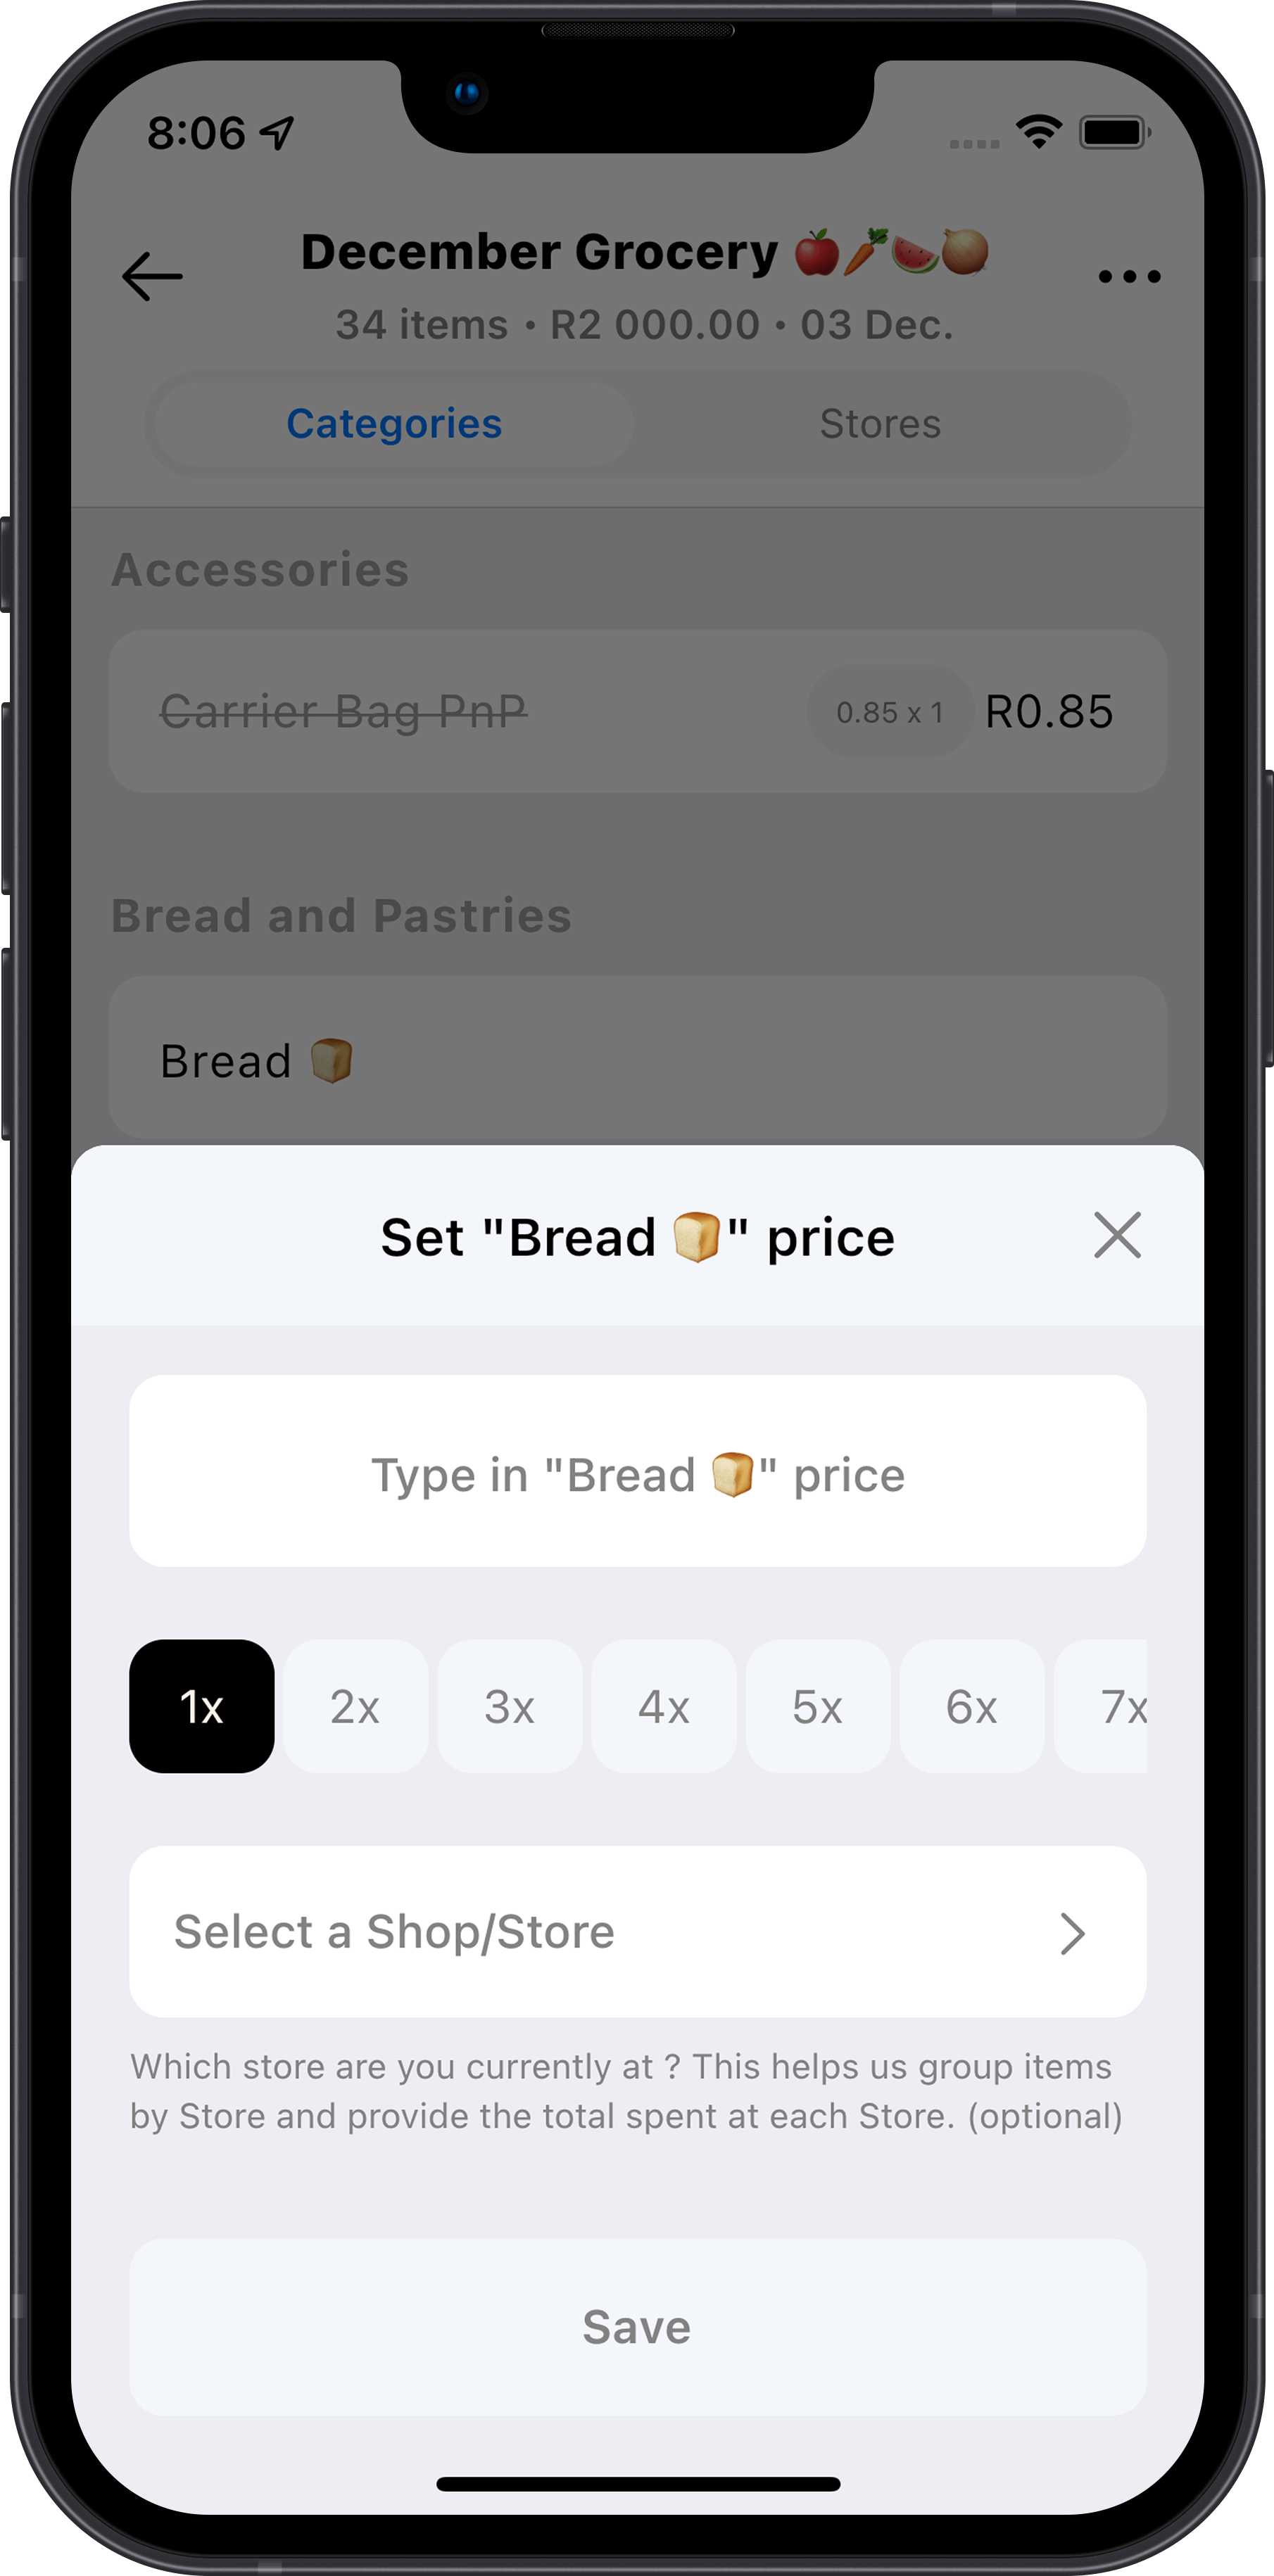 8:06
December Grocery 🍎🥕🍉🧅
34 items • R2 000.00 • 03 Dec.
Categories
Stores
Accessories
Carrier Bag PnP
0.85 x 1
R0.85
Bread and Pastries
Bread 🍞
Set "Bread 🍞" price
Type in "Bread 🍞" price
1x
2x
3x
4x
5x
6x
7x
Select a Shop/Store
Which store are you currently at ? This helps us group items
by Store and provide the total spent at each Store. (optional)
Save